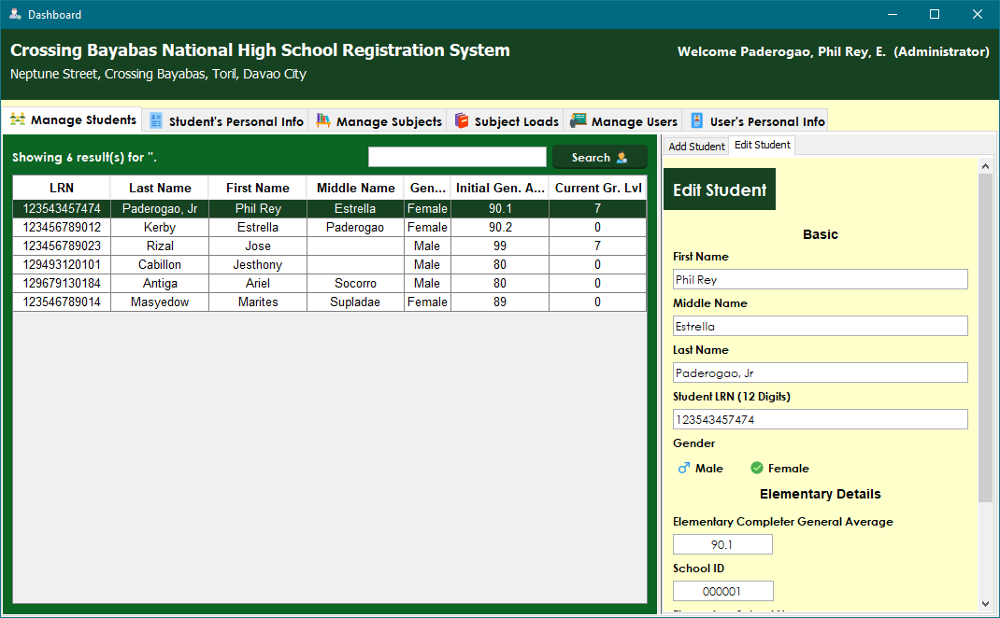 Dashboard
Crossing Bayabas National High School Registration System
Welcome Paderogao, Phil Rey, E. (Administrator)
Neptune Street, Crossing Bayabas, Toril, Davao City
Manage Students Student's Personal Info Manage Subjects Subject Loads Manage Users User's Personal Info
Showing 6 result(s) for ''.
Search
LRN Last Name First Name Middle Name Gen... Initial Gen. A... Current Gr. Lvl
123543457474 Paderogao, Jr Phil Rey Estrella Female 90.1 7
123456789012 Kerby Estrella Paderogao Female 90.2 0
123456789023 Rizal Jose Male 99 7
129493120101 Cabillon Jesthony Male 80 0
129679130184 Antiga Ariel Socorro Male 80 0
123546789014 Masyedow Marites Supladae Female 89 0
Add Student Edit Student
Edit Student
Basic
First Name
Phil Rey
Middle Name
Estrella
Last Name
Paderogao, Jr
Student LRN (12 Digits)
123543457474
Gender
Male Female
Elementary Details
Elementary Completer General Average
90.1
School ID
000001